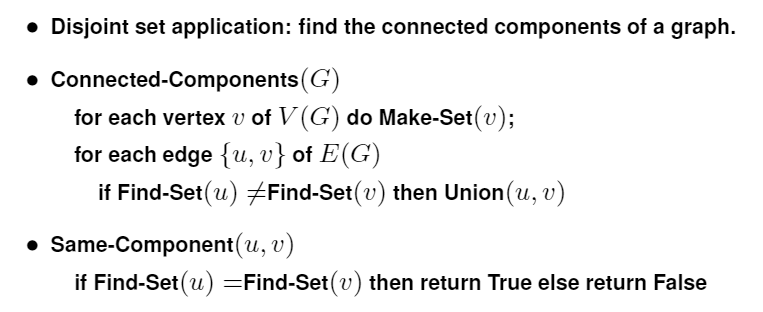 • Disjoint set application: find the connected components of a graph.
• Connected-Components(G)
for each vertex v of V(G) do Make-Set(v);
for each edge {u, v} of E(G)
if Find-Set(u) ≠Find-Set(v) then Union(u, v)
• Same-Component(u, v)
if Find-Set(u) =Find-Set(v) then return True else return False